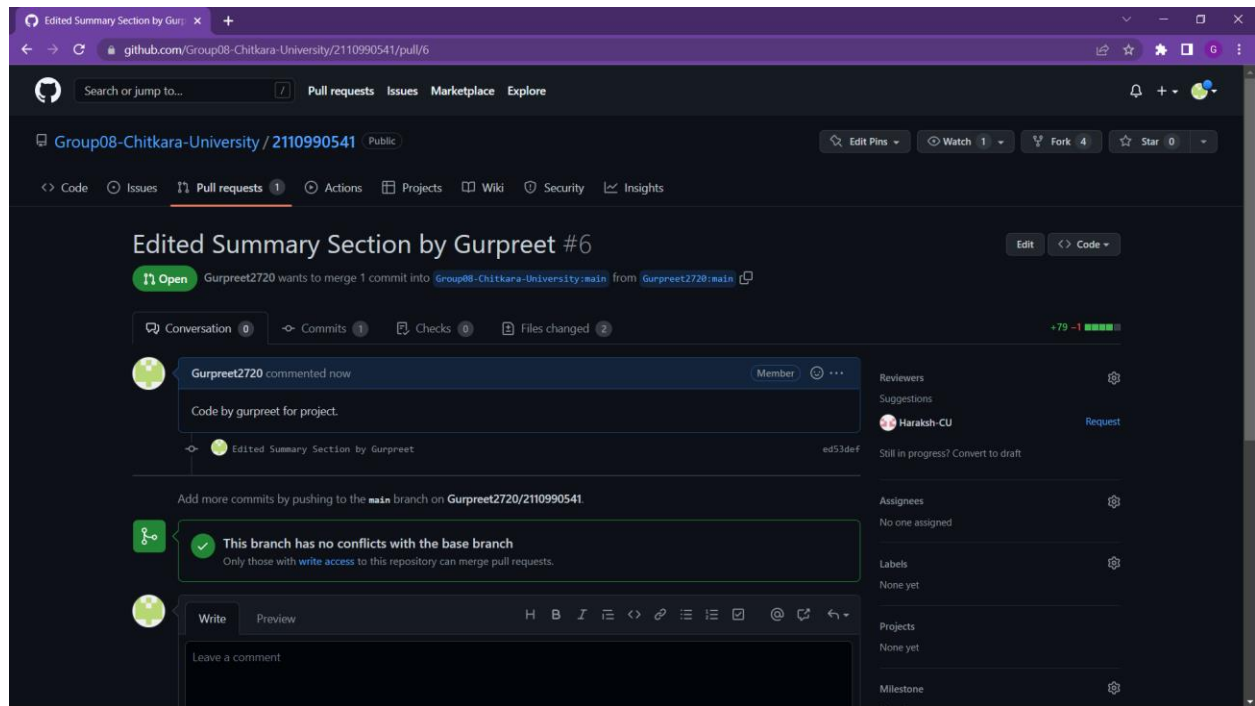 Edited Summary Section by Gur
github.com/Group08-Chitkara-University/2110990541/pull/6
G
Search or jump to... / Pull requests Issues Marketplace Explore
Group08-Chitkara-University / 2110990541 Public
Edit Pins Watch 1 Fork 4 Star 0
Code Issues Pull requests 1 Actions Projects Wiki Security Insights
Edited Summary Section by Gurpreet #6
Edit Code
Open Gurpreet2720 wants to merge 1 commit into Group08-Chitkara-University:main from Gurpreet2720:main
Conversation 0 Commits 1 Checks 0 Files changed 2
+79 −1
Gurpreet2720 commented now
Member
Code by gurpreet for project.
Edited Summary Section by Gurpreet ed53def
Add more commits by pushing to the main branch on Gurpreet2720/2110990541.
This branch has no conflicts with the base branch
Only those with write access to this repository can merge pull requests.
Write Preview H B I @
Leave a comment
Reviewers
Suggestions
Haraksh-CU Request
Still in progress? Convert to draft
Assignees
No one assigned
Labels
None yet
Projects
None yet
Milestone